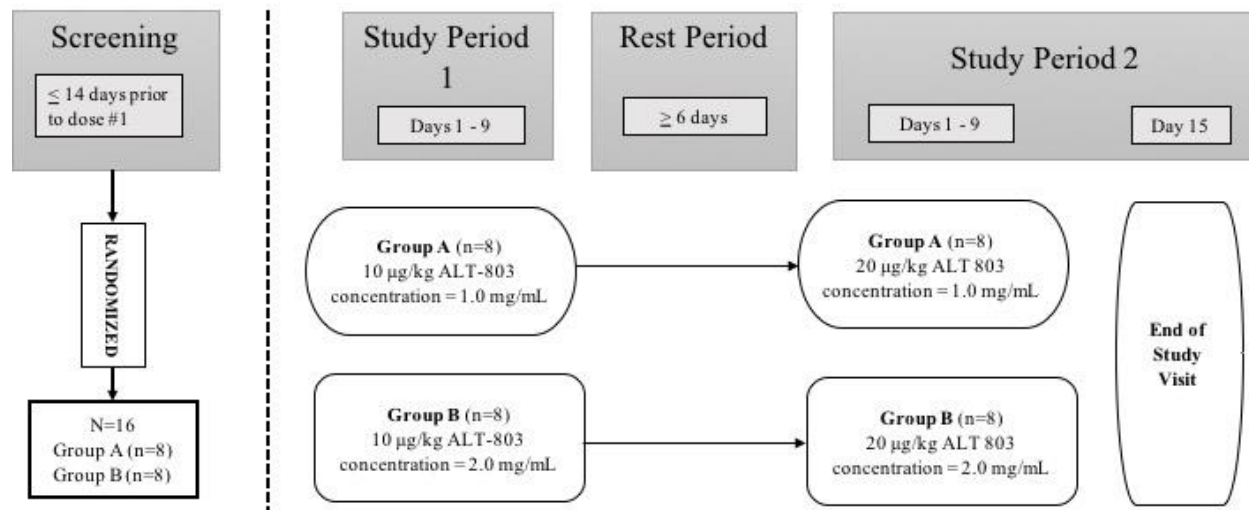 Screening
≤ 14 days prior
to dose #1
RANDOMIZED
N=16
Group A (n=8)
Group B (n=8)
Study Period
1
Days 1 - 9
Rest Period
≥ 6 days
Study Period 2
Days 1 - 9
Day 15
Group A (n=8)
10 µg/kg ALT-803
concentration = 1.0 mg/mL
Group A (n=8)
20 µg/kg ALT 803
concentration = 1.0 mg/mL
Group B (n=8)
10 µg/kg ALT-803
concentration = 2.0 mg/mL
Group B (n=8)
20 µg/kg ALT 803
concentration = 2.0 mg/mL
End of
Study
Visit